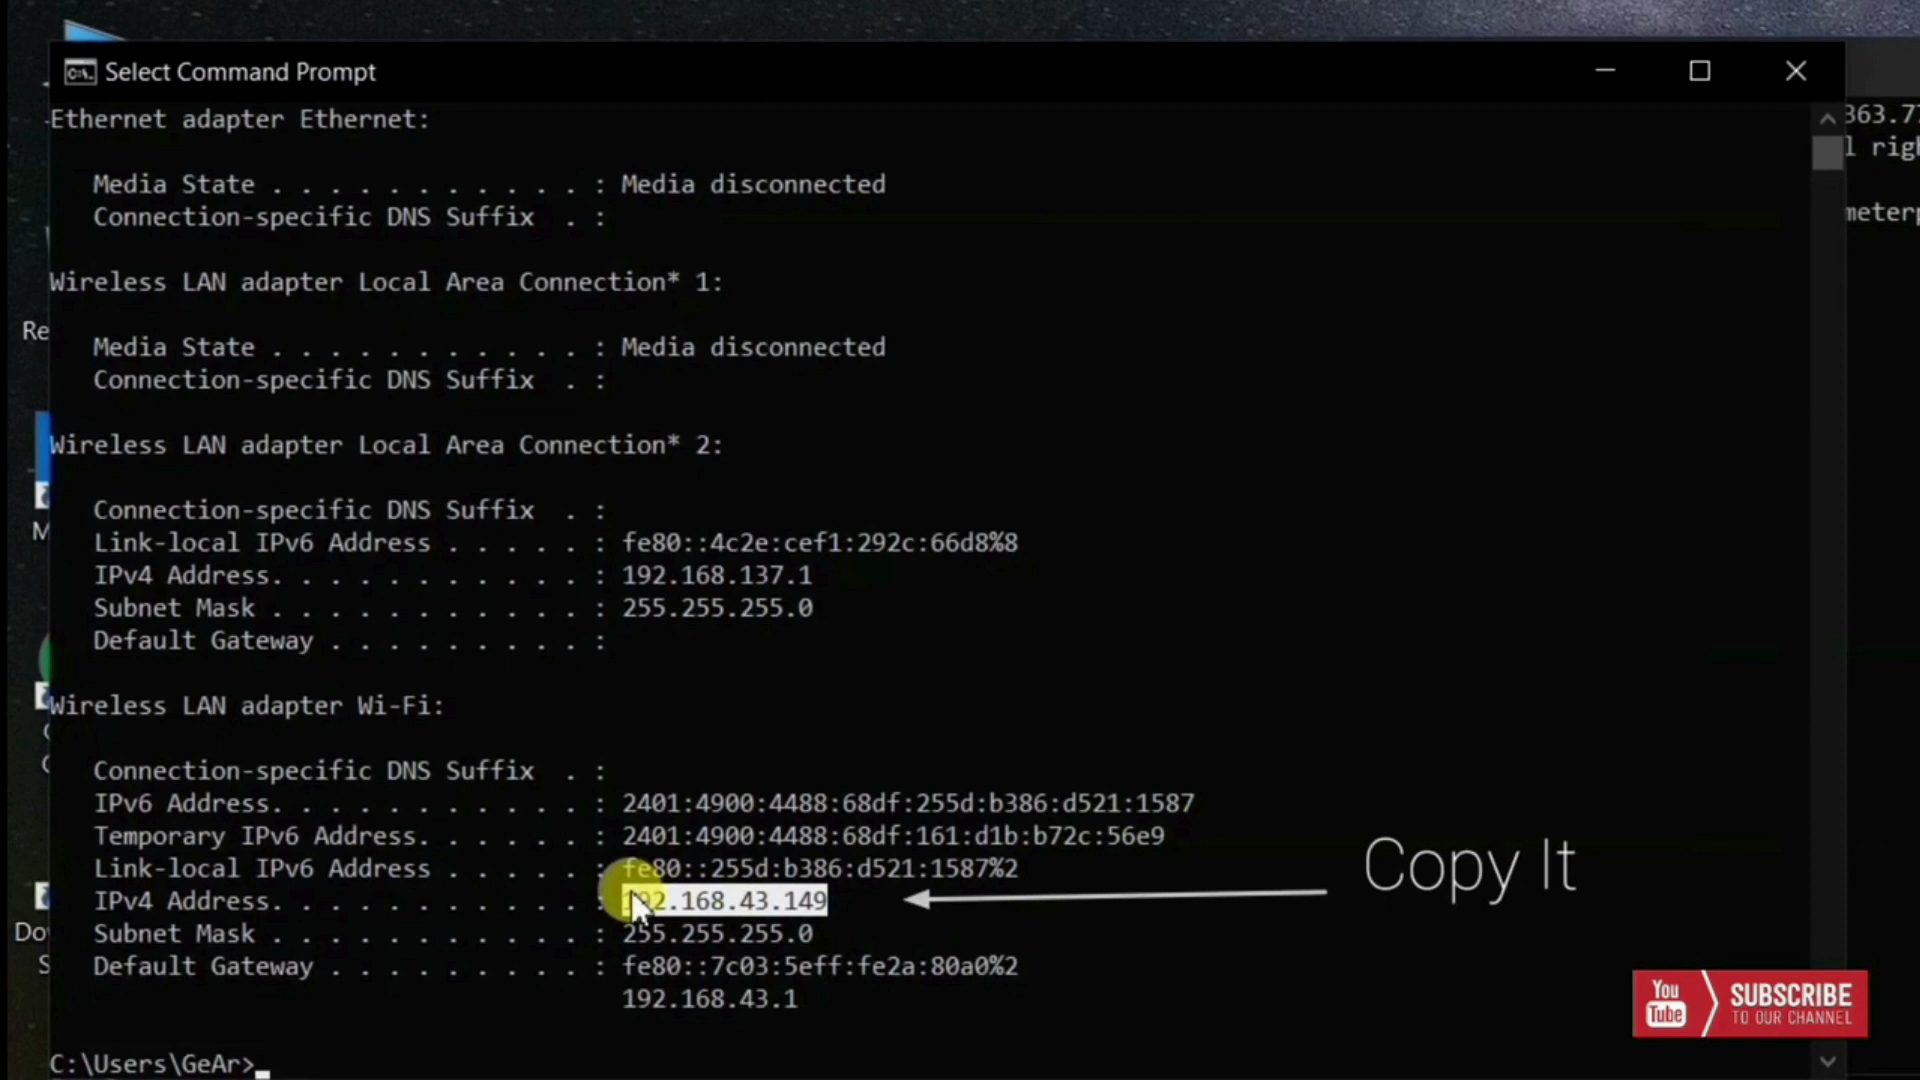 Select Command Prompt
Ethernet adapter Ethernet:
Media State . . . . . . . . . . . : Media disconnected
Connection-specific DNS Suffix  . :
Wireless LAN adapter Local Area Connection* 1:
Media State . . . . . . . . . . . : Media disconnected
Connection-specific DNS Suffix  . :
Wireless LAN adapter Local Area Connection* 2:
Connection-specific DNS Suffix  . :
Link-local IPv6 Address . . . . . : fe80::4c2e:cef1:292c:66d8%8
IPv4 Address. . . . . . . . . . . : 192.168.137.1
Subnet Mask . . . . . . . . . . . : 255.255.255.0
Default Gateway . . . . . . . . . :
Wireless LAN adapter Wi-Fi:
Connection-specific DNS Suffix  . :
IPv6 Address. . . . . . . . . . . : 2401:4900:4488:68df:255d:b386:d521:1587
Temporary IPv6 Address. . . . . . : 2401:4900:4488:68df:161:d1b:b72c:56e9
Link-local IPv6 Address . . . . . : fe80::255d:b386:d521:1587%2
IPv4 Address. . . . . . . . . . . : 192.168.43.149
Subnet Mask . . . . . . . . . . . : 255.255.255.0
Default Gateway . . . . . . . . . : fe80::7c03:5eff:fe2a:80a0%2
192.168.43.1
C:\Users\GeAr>
Copy It
You Tube
SUBSCRIBE
TO OUR CHANNEL